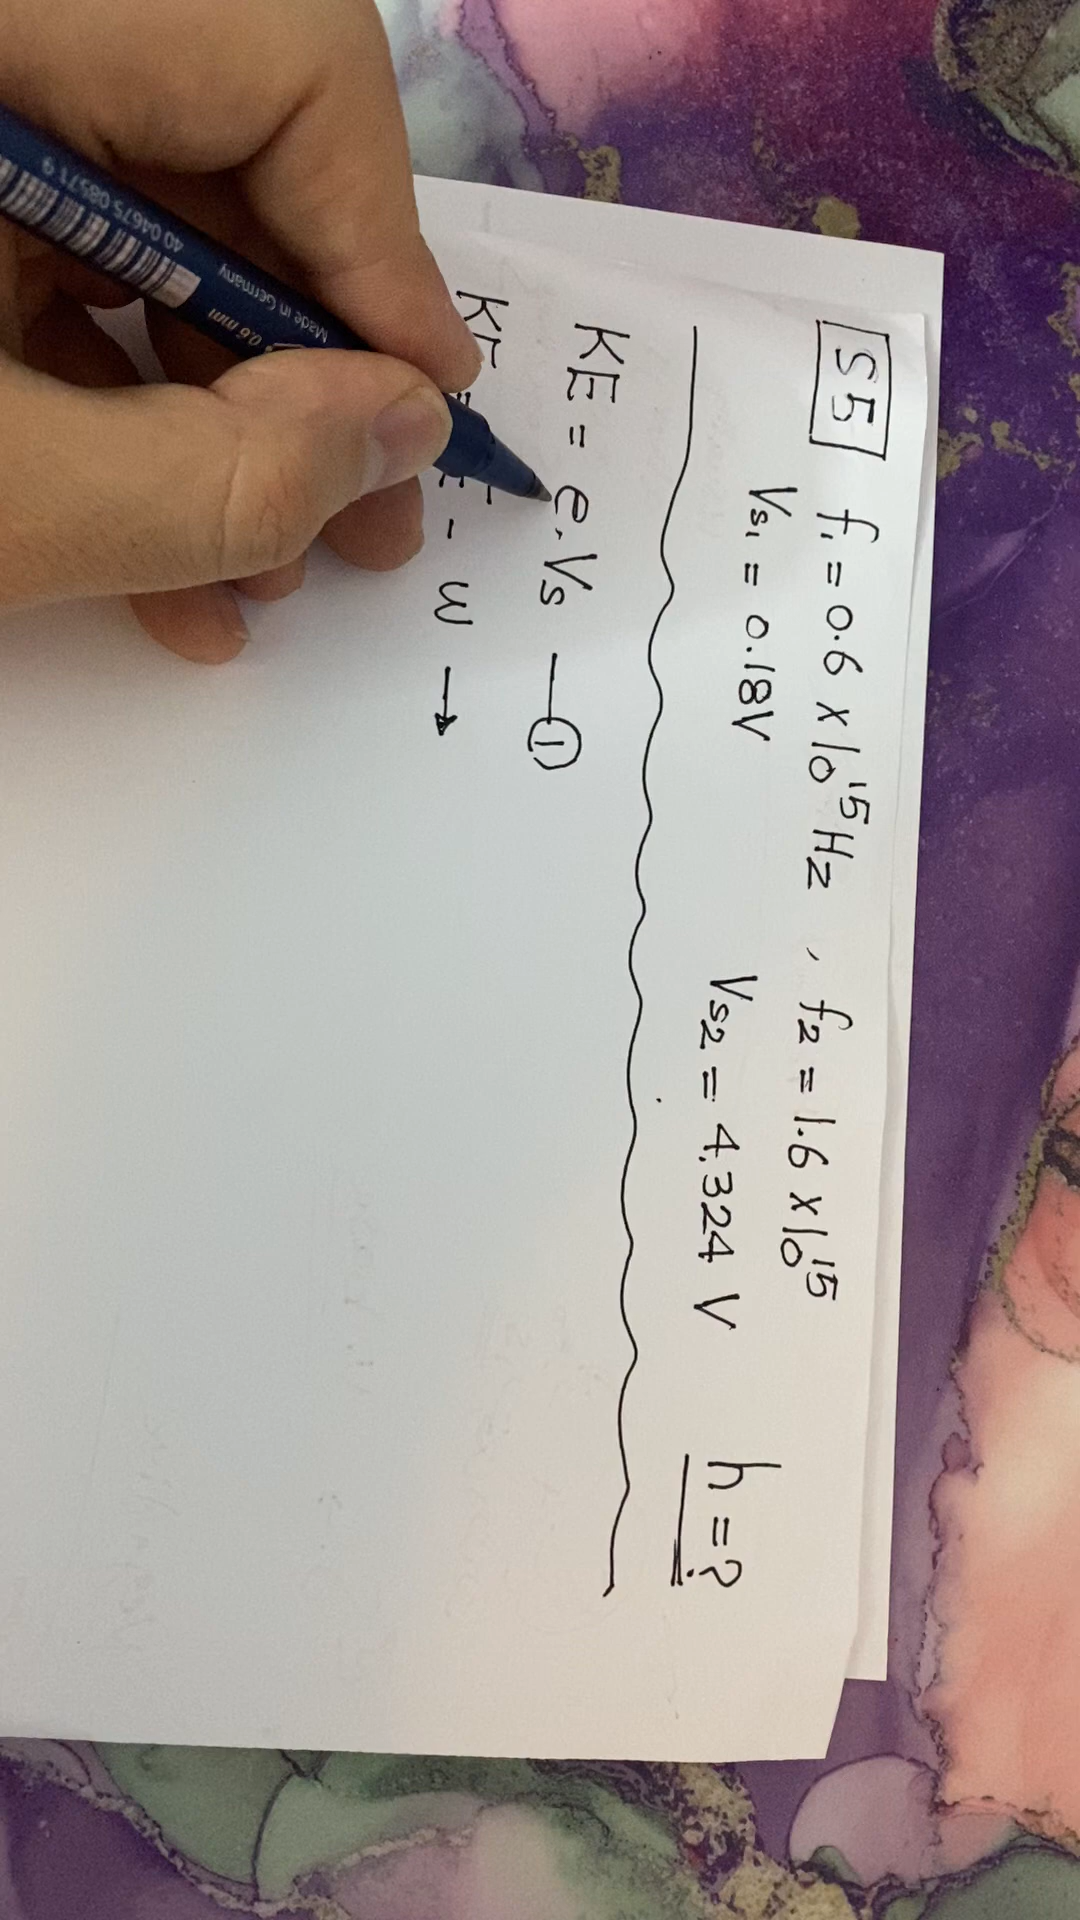 S5 f₁ = 0.6 x 10¹⁵ Hz , f₂ = 1.6 x 10¹⁵
Vs₁ = 0.18V Vs2 = 4.324 V h = ?
KE = e.Vs — ①
= E - W →
40 04675 08571 9
Made in Germany
0.6 mm